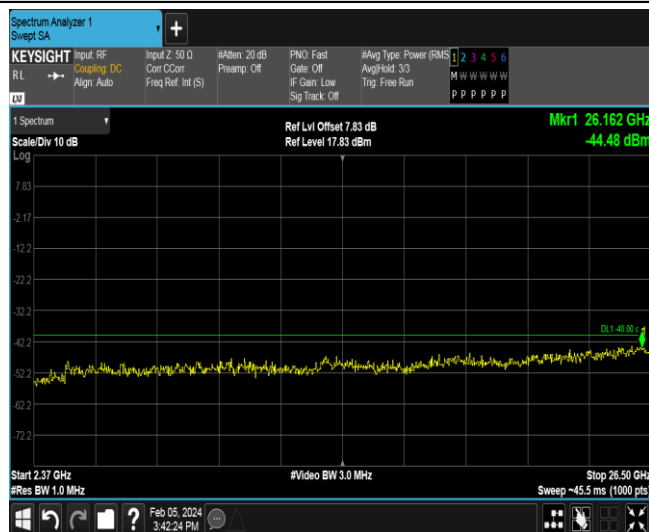 Spectrum Analyzer 1
Swept SA
+
KEYSIGHT
RL
LXI
Input: RF
Coupling: DC
Align: Auto
Input Z: 50 Ω
Corr CCorr
Freq Ref: Int (S)
#Atten: 20 dB
Preamp: Off
PNO: Fast
Gate: Off
IF Gain: Low
Sig Track: Off
#Avg Type: Power (RMS
Avg|Hold: 3/3
Trig: Free Run
1 2 3 4 5 6
M W W W W W
P P P P P P
1 Spectrum
Scale/Div 10 dB
Log
Ref Lvl Offset 7.83 dB
Ref Level 17.83 dBm
Mkr1 26.162 GHz
-44.48 dBm
7.83
-2.17
-12.2
-22.2
-32.2
DL1 -40.00
1
-42.2
-52.2
-62.2
-72.2
Start 2.37 GHz
#Res BW 1.0 MHz
#Video BW 3.0 MHz
Stop 26.50 GHz
Sweep ~45.5 ms (1000 pts)
?
Feb 05, 2024
3:42:24 PM